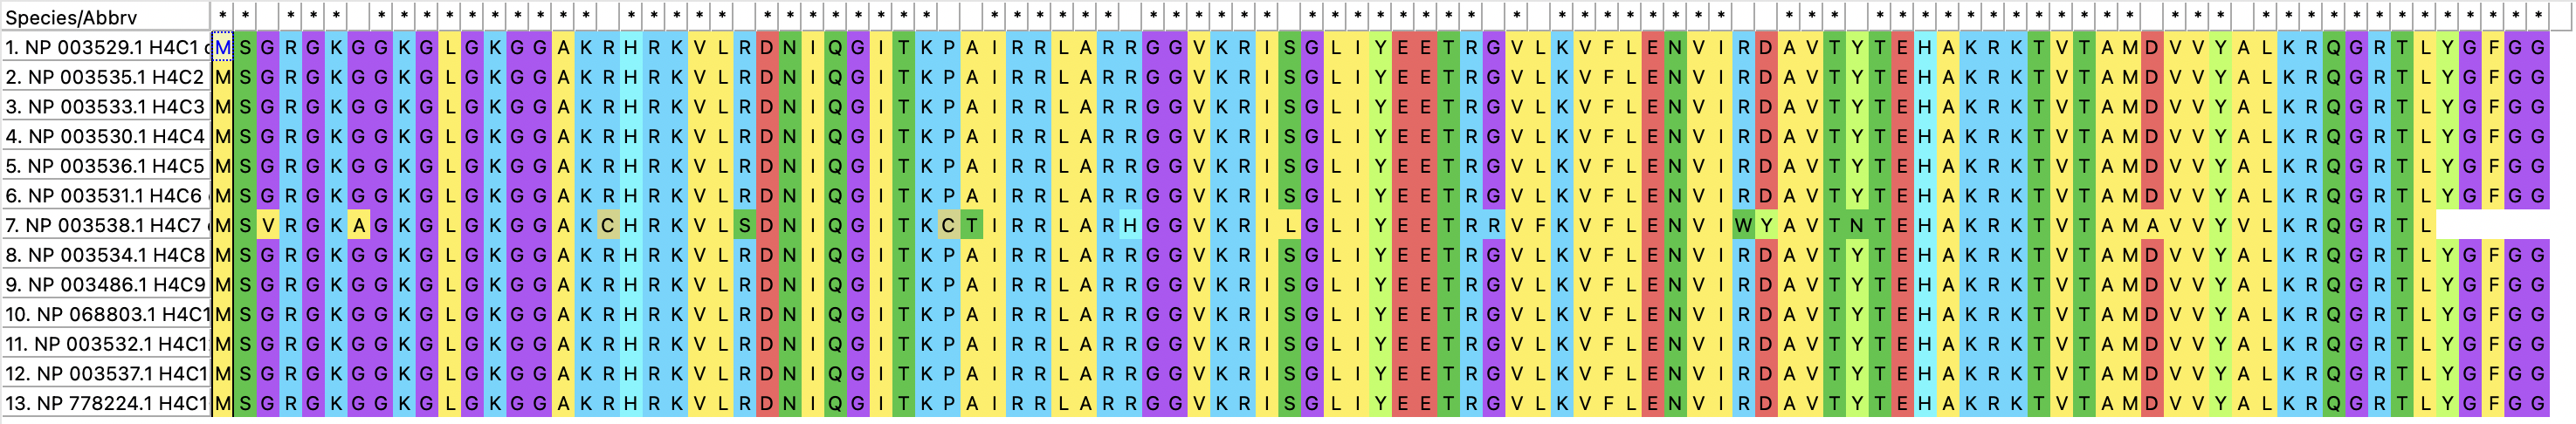 Species/Abbrv * * * * * * * * * * * * * * * * * * * * * * * * * * * * * * * * * * * * * * * * * * * * * * * * * * * * * * * * * * * * * * * * * * * * * * * * * * * * * * * * * * * * * * * *
1. NP 003529.1 H4C1 MSGRGKGGKGLGKGGAKRHRKVLRDNIQGITKPAIRRLARRGGVKRISGLIYEETRGVLKVFLENVIRDAVTYTEHAKRKTVTAMDVVYALKRQGRTLYGFGG
2. NP 003535.1 H4C2 MSGRGKGGKGLGKGGAKRHRKVLRDNIQGITKPAIRRLARRGGVKRISGLIYEETRGVLKVFLENVIRDAVTYTEHAKRKTVTAMDVVYALKRQGRTLYGFGG
3. NP 003533.1 H4C3 MSGRGKGGKGLGKGGAKRHRKVLRDNIQGITKPAIRRLARRGGVKRISGLIYEETRGVLKVFLENVIRDAVTYTEHAKRKTVTAMDVVYALKRQGRTLYGFGG
4. NP 003530.1 H4C4 MSGRGKGGKGLGKGGAKRHRKVLRDNIQGITKPAIRRLARRGGVKRISGLIYEETRGVLKVFLENVIRDAVTYTEHAKRKTVTAMDVVYALKRQGRTLYGFGG
5. NP 003536.1 H4C5 MSGRGKGGKGLGKGGAKRHRKVLRDNIQGITKPAIRRLARRGGVKRISGLIYEETRGVLKVFLENVIRDAVTYTEHAKRKTVTAMDVVYALKRQGRTLYGFGG
6. NP 003531.1 H4C6 MSGRGKGGKGLGKGGAKRHRKVLRDNIQGITKPAIRRLARRGGVKRISGLIYEETRGVLKVFLENVIRDAVTYTEHAKRKTVTAMDVVYALKRQGRTLYGFGG
7. NP 003538.1 H4C7 MSVRGKAGKGLGKGGAKCHRKVLSDNIQGITKCTIRRLARHGGVKRILGLIYEETRRVFKVFLENVIWYAVTNTEHAKRKTVTAMAVVYVLKRQGRTL
8. NP 003534.1 H4C8 MSGRGKGGKGLGKGGAKRHRKVLRDNIQGITKPAIRRLARRGGVKRISGLIYEETRGVLKVFLENVIRDAVTYTEHAKRKTVTAMDVVYALKRQGRTLYGFGG
9. NP 003486.1 H4C9 MSGRGKGGKGLGKGGAKRHRKVLRDNIQGITKPAIRRLARRGGVKRISGLIYEETRGVLKVFLENVIRDAVTYTEHAKRKTVTAMDVVYALKRQGRTLYGFGG
10. NP 068803.1 H4C1 MSGRGKGGKGLGKGGAKRHRKVLRDNIQGITKPAIRRLARRGGVKRISGLIYEETRGVLKVFLENVIRDAVTYTEHAKRKTVTAMDVVYALKRQGRTLYGFGG
11. NP 003532.1 H4C1 MSGRGKGGKGLGKGGAKRHRKVLRDNIQGITKPAIRRLARRGGVKRISGLIYEETRGVLKVFLENVIRDAVTYTEHAKRKTVTAMDVVYALKRQGRTLYGFGG
12. NP 003537.1 H4C1 MSGRGKGGKGLGKGGAKRHRKVLRDNIQGITKPAIRRLARRGGVKRISGLIYEETRGVLKVFLENVIRDAVTYTEHAKRKTVTAMDVVYALKRQGRTLYGFGG
13. NP 778224.1 H4C1 MSGRGKGGKGLGKGGAKRHRKVLRDNIQGITKPAIRRLARRGGVKRISGLIYEETRGVLKVFLENVIRDAVTYTEHAKRKTVTAMDVVYALKRQGRTLYGFGG